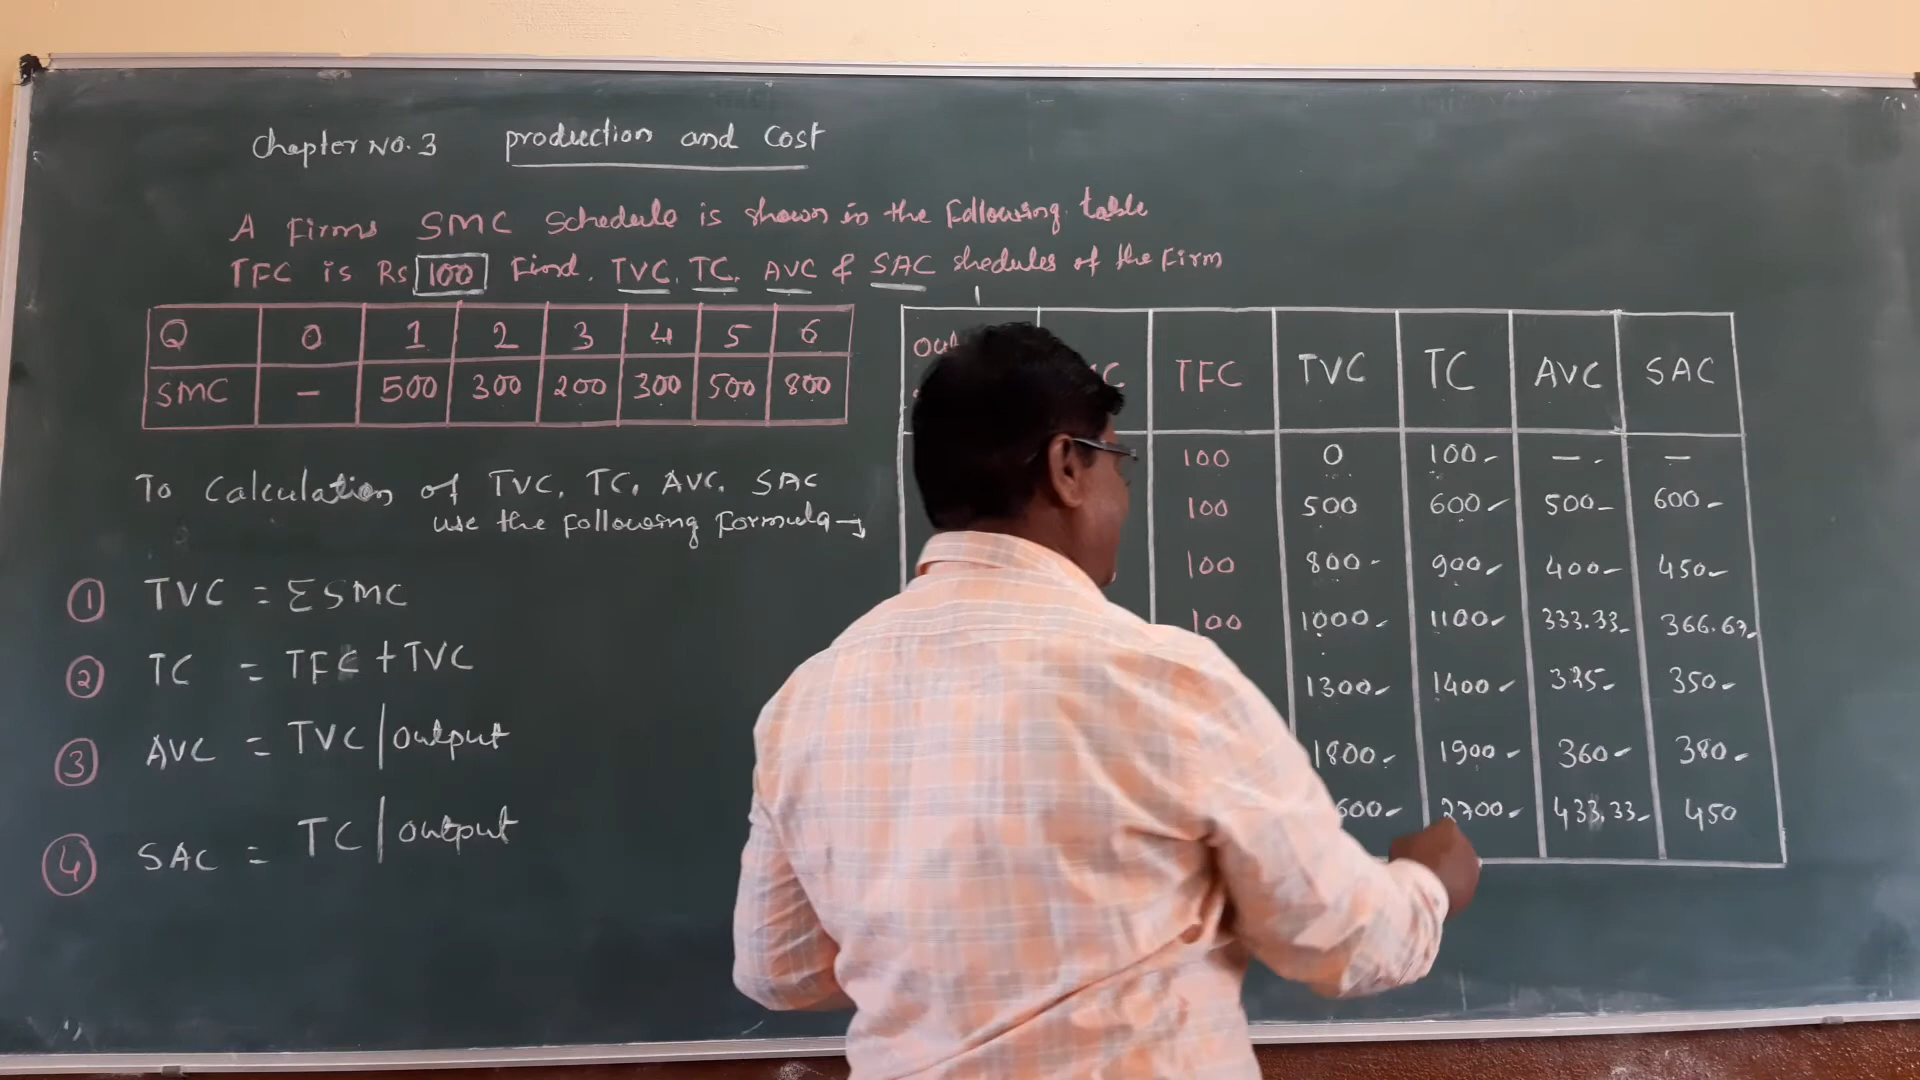 Chapter No. 3 production and Cost
A Firms SMC Schedule is shown in the Following table
TFC is Rs 100 Find. TVC, TC, AVC & SAC shedules of the Firm
Q 0 1 2 3 4 5 6
SMC — 500 300 200 300 500 800
To Calculation of TVC, TC, AVC, SAC
use the following formula →
① TVC = ΣSMC
② TC = TFC + TVC
③ AVC = TVC | output
④ SAC = TC | output
TFC TVC TC AVC SAC
100 0 100 — —
100 500 600 500 600
100 800 900 400 450
100 1000 1100 333.33 366.67
1300 1400 325 350
1800 1900 360 380
2700 433.33 450